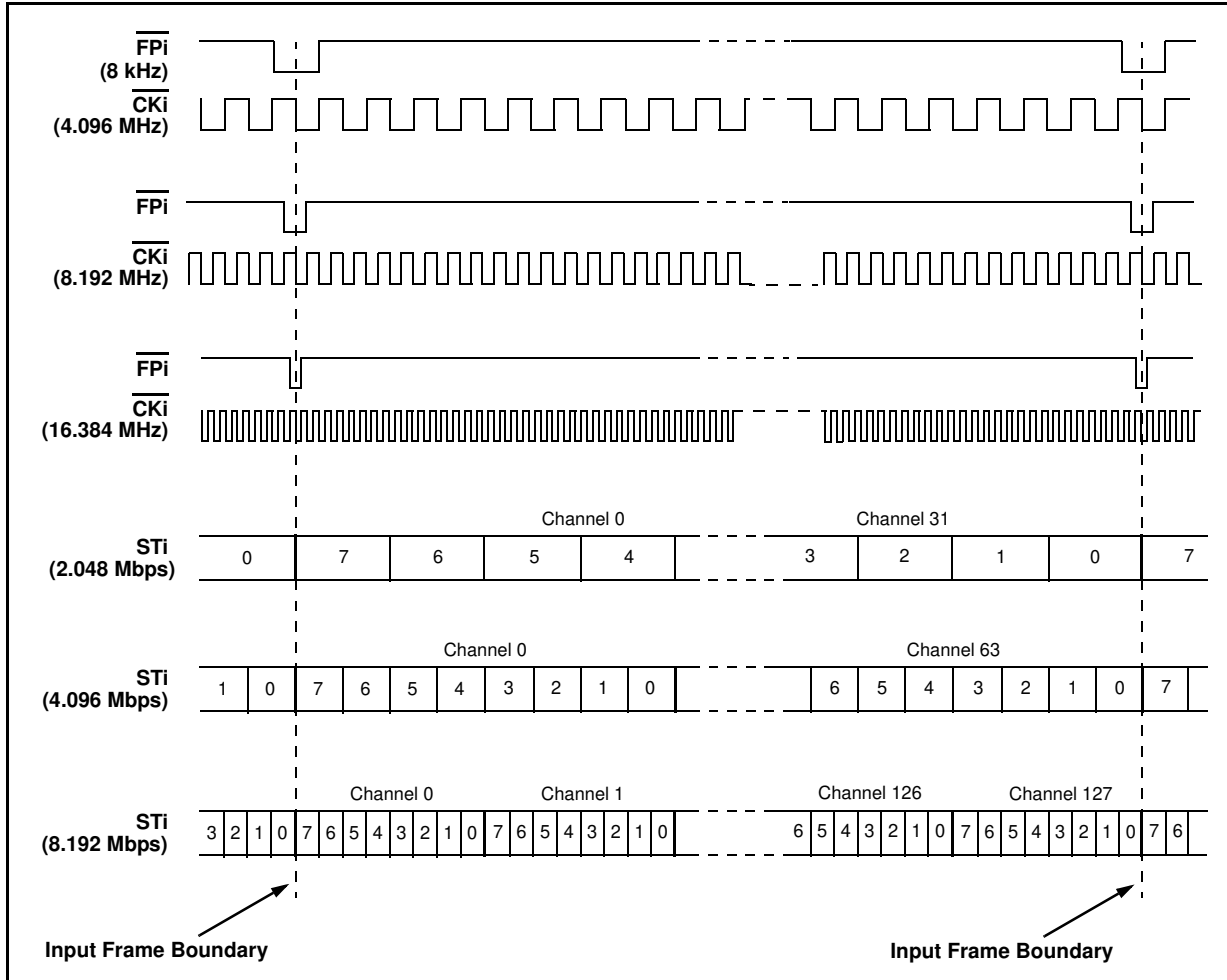 FPi
(8 kHz)
CKi
(4.096 MHz)
FPi
CKi
(8.192 MHz)
FPi
CKi
(16.384 MHz)
Channel 0 Channel 31
STi
(2.048 Mbps)
0 7 6 5 4 3 2 1 0 7
Channel 0 Channel 63
STi
(4.096 Mbps)
1 0 7 6 5 4 3 2 1 0 6 5 4 3 2 1 0 7
Channel 0 Channel 1 Channel 126 Channel 127
STi
(8.192 Mbps)
3 2 1 0 7 6 5 4 3 2 1 0 7 6 5 4 3 2 1 0 6 5 4 3 2 1 0 7 6 5 4 3 2 1 0 7 6
Input Frame Boundary Input Frame Boundary